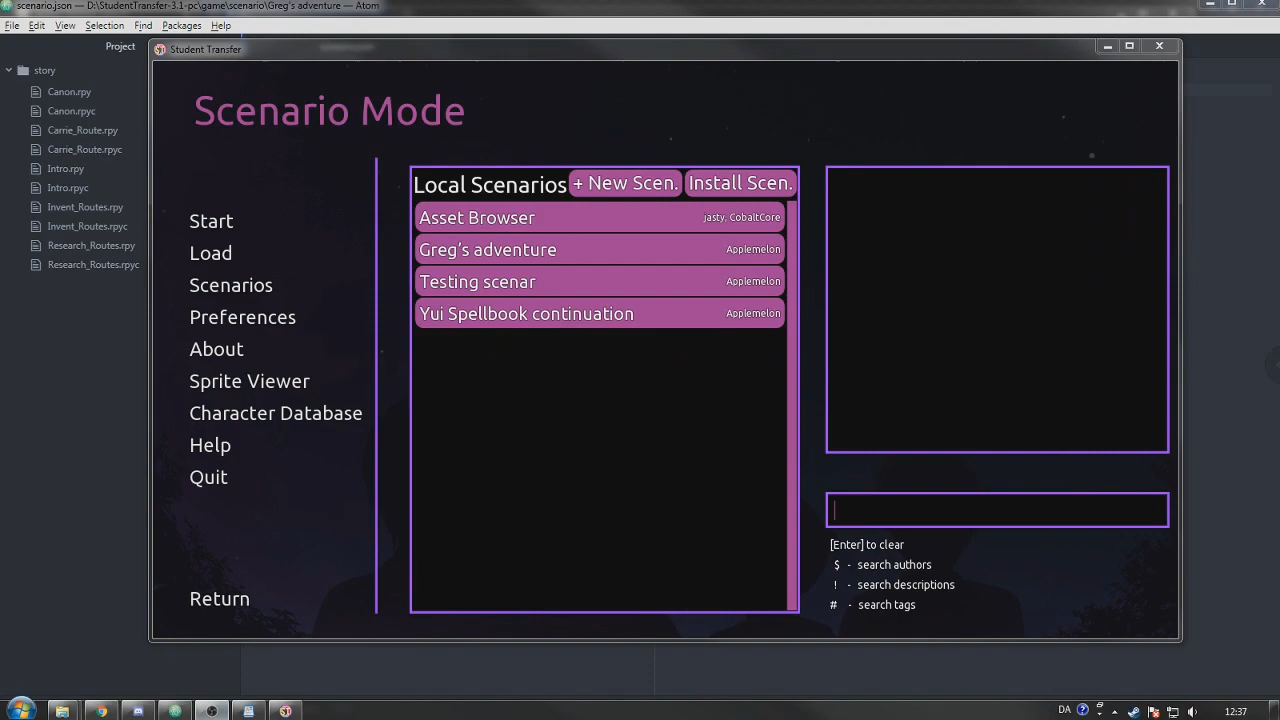 scenario.json — D:\StudentTransfer-3.1-pc\game\scenario\Greg's adventure — Atom
File Edit View Selection Find Packages Help
Project
story
Canon.rpy
Canon.rpyc
Carrie_Route.rpy
Carrie_Route.rpyc
Intro.rpy
Intro.rpyc
Invent_Routes.rpy
Invent_Routes.rpyc
Research_Routes.rpy
Research_Routes.rpyc
Student Transfer
Scenario Mode
Start
Load
Scenarios
Preferences
About
Sprite Viewer
Character Database
Help
Quit
Return
Local Scenarios + New Scen. Install Scen.
Asset Browser jasty, CobaltCore
Greg's adventure Applemelon
Testing scenar Applemelon
Yui Spellbook continuation Applemelon
[Enter] to clear
$ - search authors
! - search descriptions
# - search tags
DA 12:37